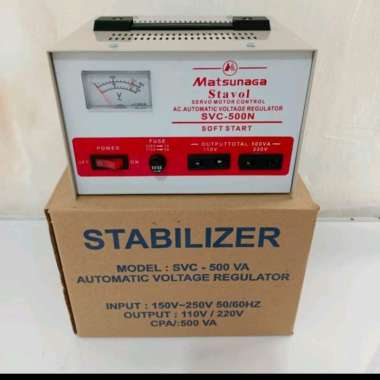 Matsunaga
Stavol
SERVO MOTOR CONTROL
AC.AUTOMATIC VOLTAGE REGULATOR
SVC-500N
SOFT START
V
POWER
OFF
ON
FUSE
OUTPUT TOTAL 500VA
110V
220V
STABILIZER
MODEL : SVC - 500 VA
AUTOMATIC VOLTAGE REGULATOR
INPUT : 150V~250V 50/60HZ
OUTPUT : 110V / 220V
CPA/:500 VA